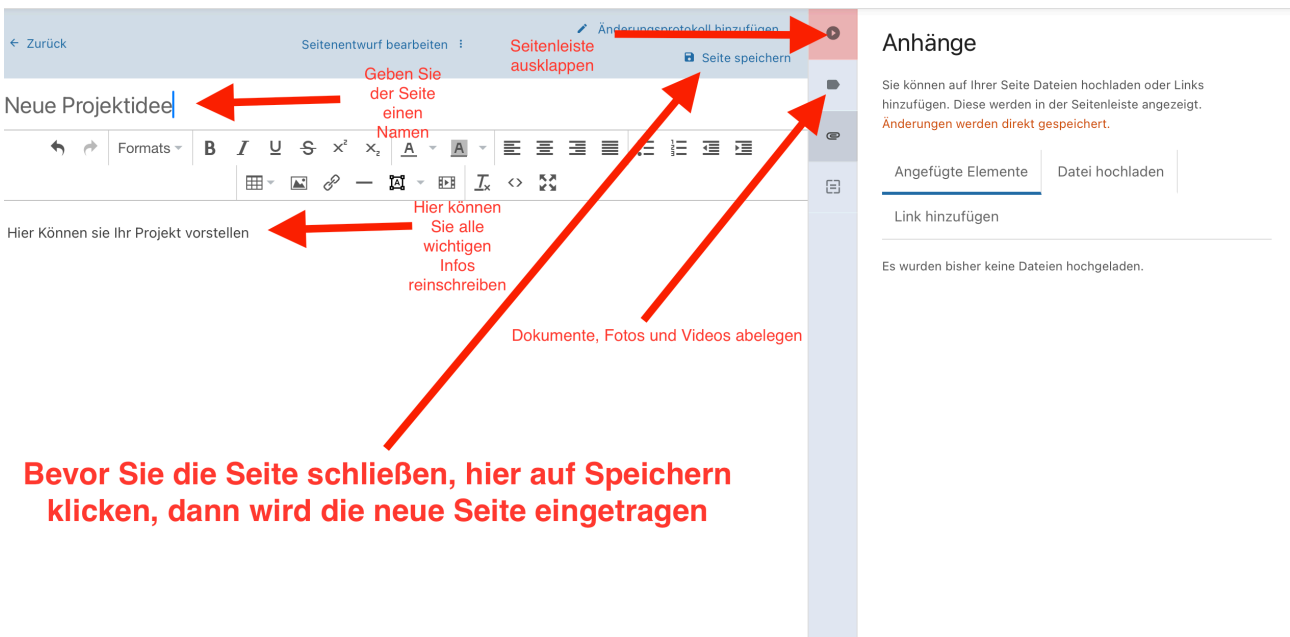 Änderungsprotokoll hinzufügen
← Zurück
Seitenentwurf bearbeiten
Seite speichern
Seitenleiste
ausklappen
Geben Sie
der Seite
einen
Namen
Neue Projektidee
Formats
B I U S x² x₂ A A
Hier können
Sie alle
wichtigen
Infos
reinschreiben
Hier Können sie Ihr Projekt vorstellen
Dokumente, Fotos und Videos abelegen
Bevor Sie die Seite schließen, hier auf Speichern
klicken, dann wird die neue Seite eingetragen
Anhänge
Sie können auf Ihrer Seite Dateien hochladen oder Links
hinzufügen. Diese werden in der Seitenleiste angezeigt.
Änderungen werden direkt gespeichert.
Angefügte Elemente
Datei hochladen
Link hinzufügen
Es wurden bisher keine Dateien hochgeladen.